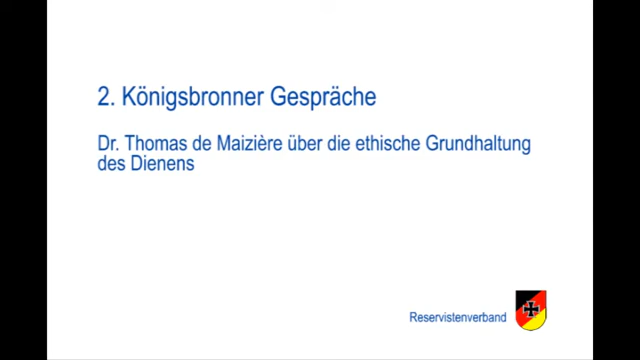 2. Königsbronner Gespräche
Dr. Thomas de Maizière über die ethische Grundhaltung
des Dienens
Reservistenverband